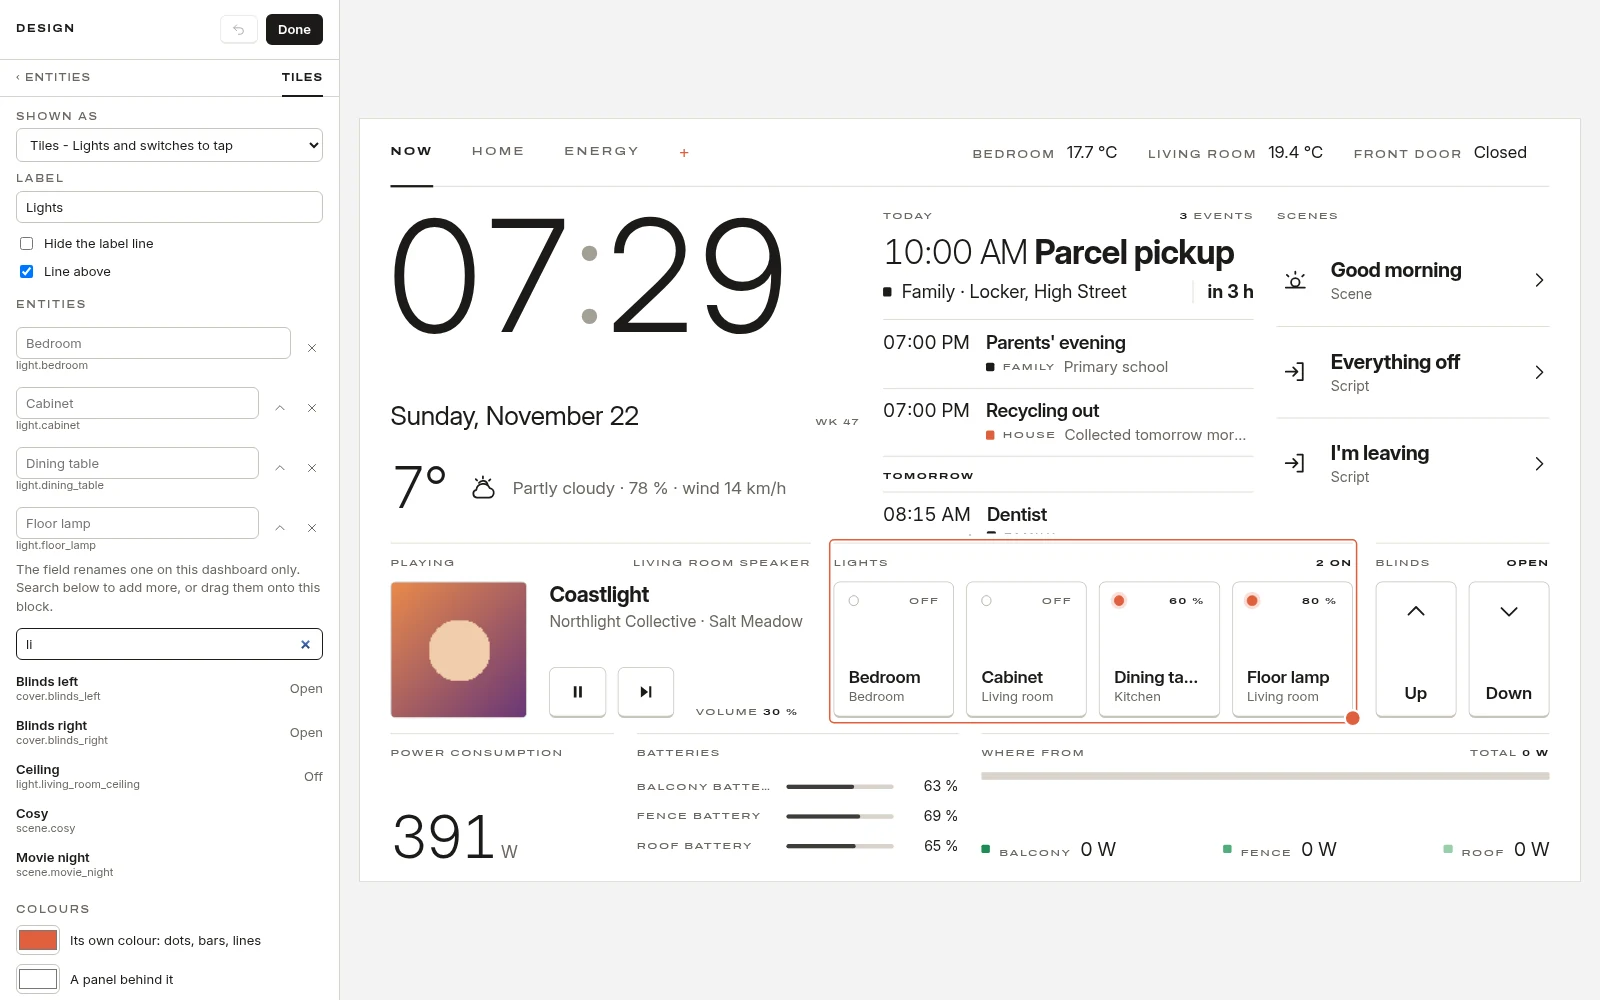 DESIGN
Done
‹ ENTITIES
TILES
SHOWN AS
Tiles - Lights and switches to tap
LABEL
Lights
Hide the label line
Line above
ENTITIES
Bedroom
light.bedroom
Cabinet
light.cabinet
Dining table
light.dining_table
Floor lamp
light.floor_lamp
The field renames one on this dashboard only.
Search below to add more, or drag them onto this
block.
li
Blinds left
cover.blinds_left
Open
Blinds right
cover.blinds_right
Open
Ceiling
light.living_room_ceiling
Off
Cosy
scene.cosy
Movie night
scene.movie_night
COLOURS
Its own colour: dots, bars, lines
A panel behind it
NOW HOME ENERGY +
BEDROOM 17.7 °C LIVING ROOM 19.4 °C FRONT DOOR Closed
07:29
Sunday, November 22
WK 47
7°
Partly cloudy · 78 % · wind 14 km/h
TODAY
3 EVENTS
10:00 AM Parcel pickup
Family · Locker, High Street
in 3 h
07:00 PM Parents' evening
FAMILY Primary school
07:00 PM Recycling out
HOUSE Collected tomorrow mor...
TOMORROW
08:15 AM Dentist
SCENES
Good morning
Scene
Everything off
Script
I'm leaving
Script
PLAYING
LIVING ROOM SPEAKER
Coastlight
Northlight Collective · Salt Meadow
VOLUME 30 %
LIGHTS
2 ON
OFF
Bedroom
Bedroom
OFF
Cabinet
Living room
60 %
Dining ta...
Kitchen
80 %
Floor lamp
Living room
BLINDS
OPEN
Up
Down
POWER CONSUMPTION
391 W
BATTERIES
BALCONY BATTE... 63 %
FENCE BATTERY 69 %
ROOF BATTERY 65 %
WHERE FROM
TOTAL 0 W
BALCONY 0 W
FENCE 0 W
ROOF 0 W